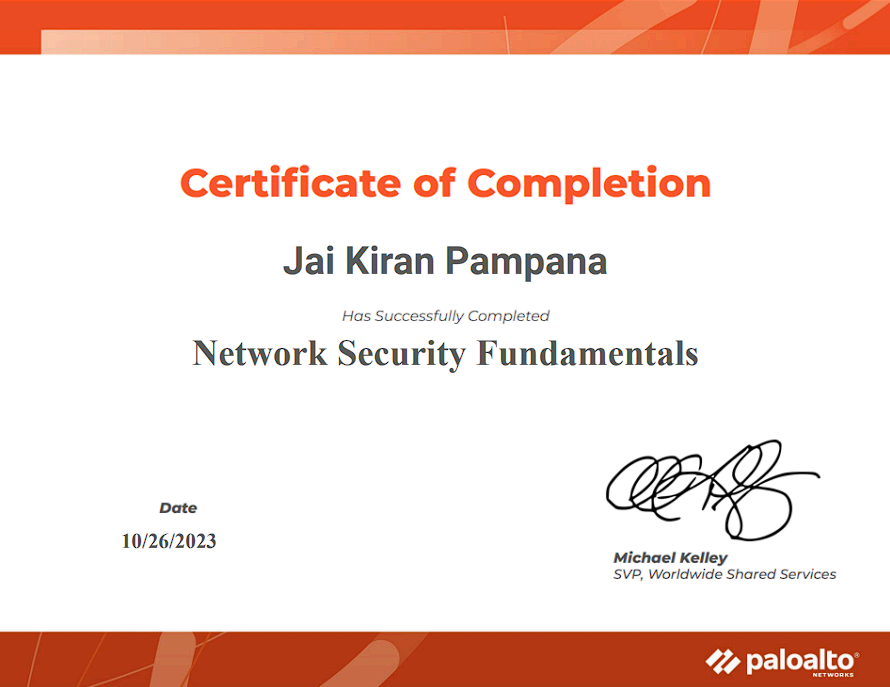 Certificate of Completion
Jai Kiran Pampana
Has Successfully Completed
Network Security Fundamentals
Date
10/26/2023
Michael Kelley
SVP, Worldwide Shared Services
paloalto®
NETWORKS